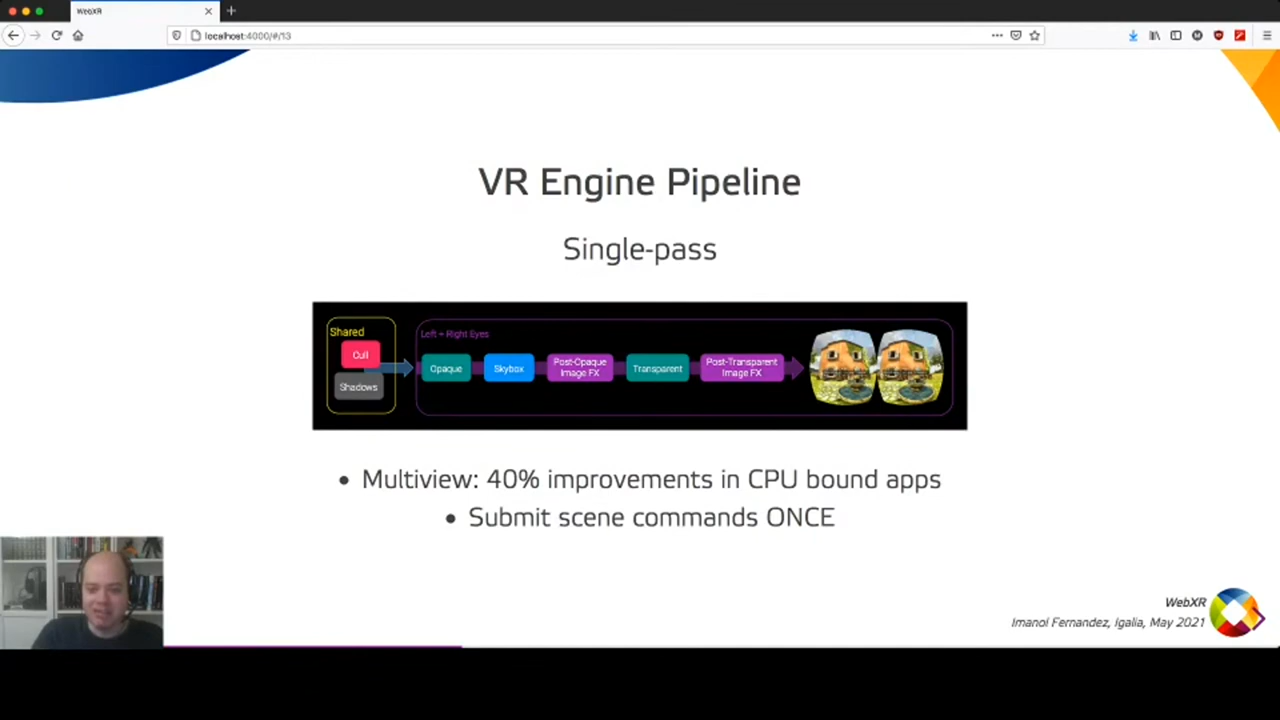 WebXR
localhost:4000/#/13
VR Engine Pipeline
Single-pass
Shared
Cull
Shadows
Left + Right Eyes
Opaque
Skybox
Post-Opaque
Image FX
Transparent
Post-Transparent
Image FX
• Multiview: 40% improvements in CPU bound apps
• Submit scene commands ONCE
WebXR
Imanol Fernandez, Igalia, May 2021